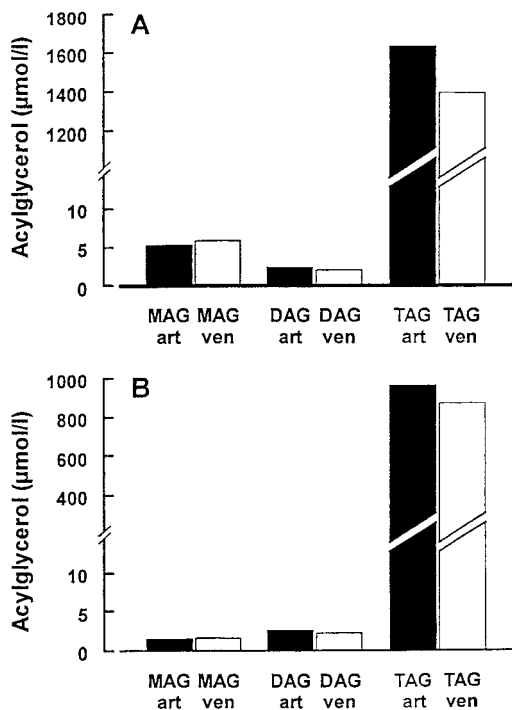 A
Acylglycerol (µmol/l)
1800
1600
1400
1200
10
5
0
MAG MAG DAG DAG TAG TAG
art ven art ven art ven
B
Acylglycerol (µmol/l)
1000
800
600
400
10
5
0
MAG MAG DAG DAG TAG TAG
art ven art ven art ven